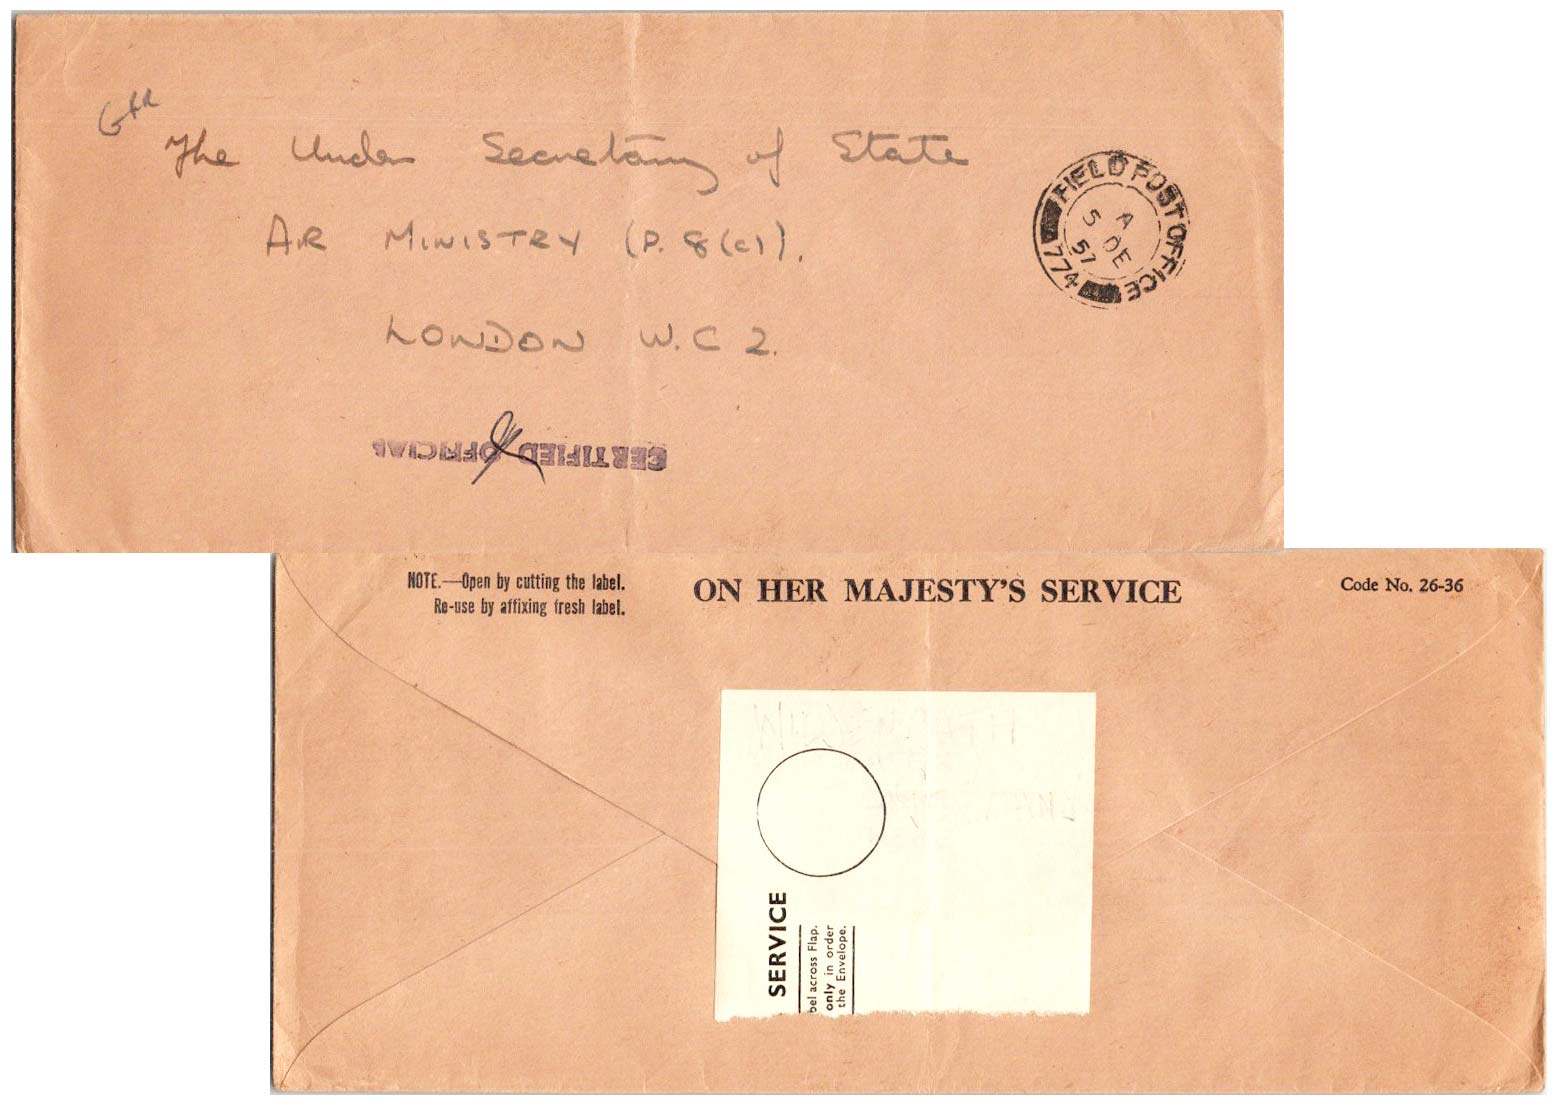 The Under Secretary of State
AIR MINISTRY (P. 8 (c)).
LONDON W.C 2.
FIELD POST OFFICE
A
5 DE
57
774
CERTIFIED OFFICIAL
NOTE.—Open by cutting the label.
Re-use by affixing fresh label.
ON HER MAJESTY'S SERVICE
Code No. 26-36
SERVICE
bel across Flap.
only in order
the Envelope.